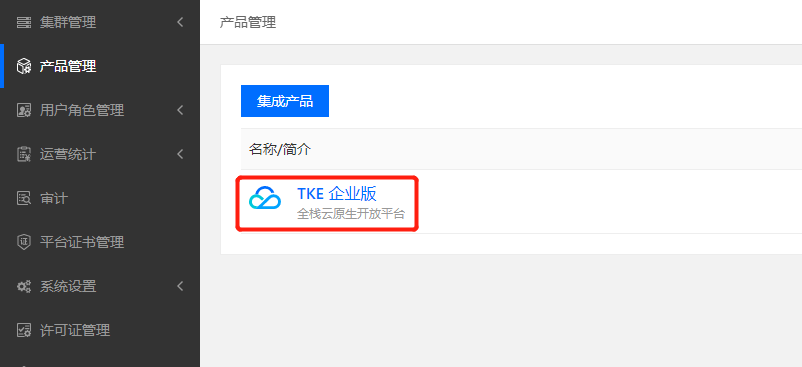 集群管理
产品管理
用户角色管理
运营统计
审计
平台证书管理
系统设置
许可证管理
产品管理
集成产品
名称/简介
TKE 企业版
全栈云原生开放平台